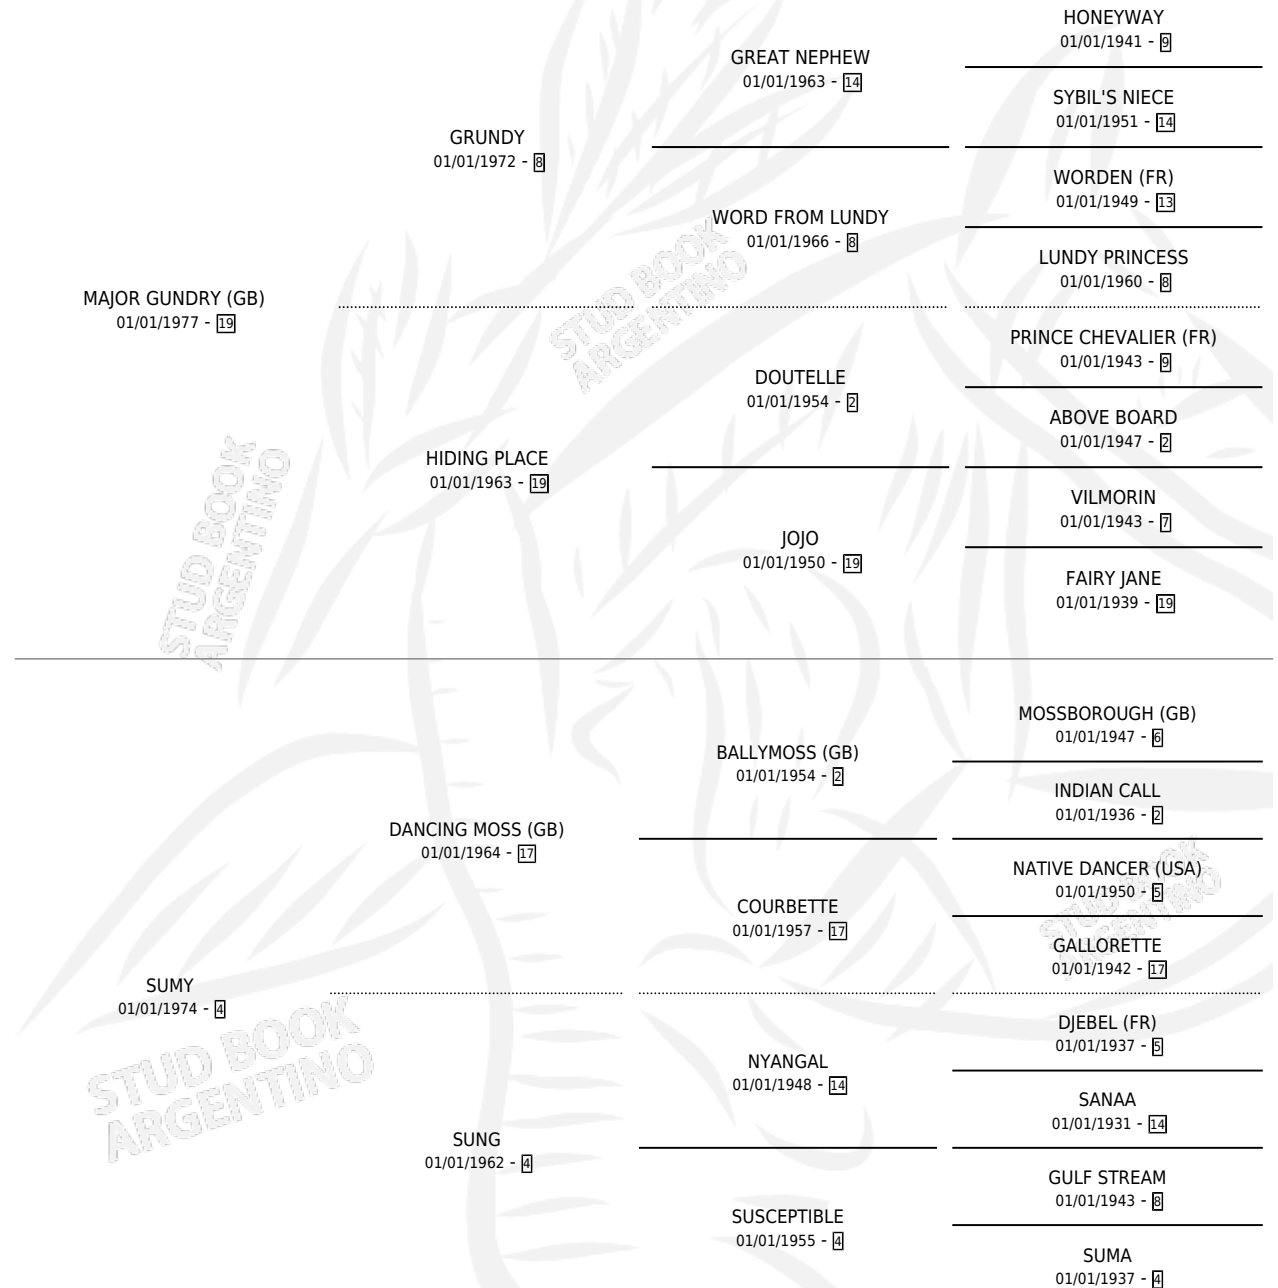 HONEYWAY
01/01/1941 - 9
GREAT NEPHEW
01/01/1963 - 14
SYBIL'S NIECE
01/01/1951 - 14
GRUNDY
01/01/1972 - 8
WORDEN (FR)
01/01/1949 - 13
WORD FROM LUNDY
01/01/1966 - 8
LUNDY PRINCESS
01/01/1960 - 8
MAJOR GUNDRY (GB)
01/01/1977 - 19
STUD BOOK
ARGENTINO
PRINCE CHEVALIER (FR)
01/01/1943 - 9
DOUTELLE
01/01/1954 - 2
ABOVE BOARD
01/01/1947 - 2
HIDING PLACE
01/01/1963 - 19
VILMORIN
01/01/1943 - 7
JOJO
01/01/1950 - 19
FAIRY JANE
01/01/1939 - 19
STUD BOOK
ARGENTINO
MOSSBOROUGH (GB)
01/01/1947 - 6
BALLYMOSS (GB)
01/01/1954 - 2
INDIAN CALL
01/01/1936 - 2
DANCING MOSS (GB)
01/01/1964 - 17
NATIVE DANCER (USA)
01/01/1950 - 5
COURBETTE
01/01/1957 - 17
GALLORETTE
01/01/1942 - 17
STUD BOOK
ARGENTINO
SUMY
01/01/1974 - 4
DJEBEL (FR)
01/01/1937 - 5
NYANGAL
01/01/1948 - 14
SANAA
01/01/1931 - 14
STUD BOOK
ARGENTINO
SUNG
01/01/1962 - 4
GULF STREAM
01/01/1943 - 8
SUSCEPTIBLE
01/01/1955 - 4
SUMA
01/01/1937 - 4